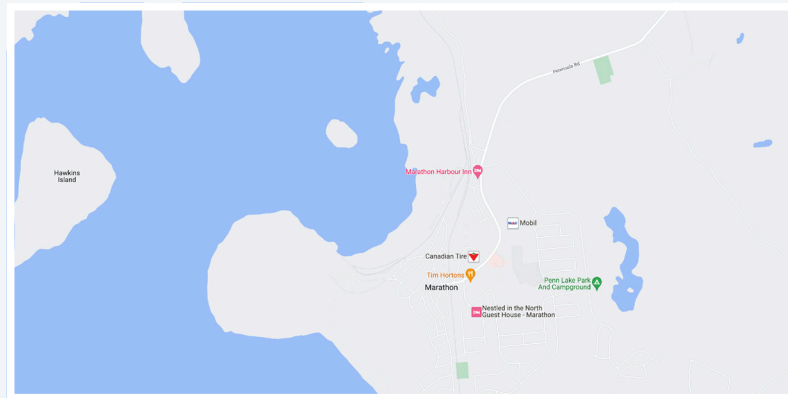 Peninsula Rd
Hawkins
Island
Marathon Harbour Inn
Mobil
Mobil
Canadian Tire
Tim Hortons
Marathon
Penn Lake Park
And Campground
Nestled in the North
Guest House - Marathon